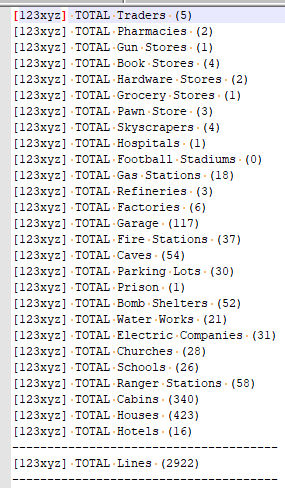 [123xyz] TOTAL Traders (5)
[123xyz] TOTAL Pharmacies (2)
[123xyz] TOTAL Gun Stores (1)
[123xyz] TOTAL Book Stores (4)
[123xyz] TOTAL Hardware Stores (2)
[123xyz] TOTAL Grocery Stores (1)
[123xyz] TOTAL Pawn Store (3)
[123xyz] TOTAL Skyscrapers (4)
[123xyz] TOTAL Hospitals (1)
[123xyz] TOTAL Football Stadiums (0)
[123xyz] TOTAL Gas Stations (18)
[123xyz] TOTAL Refineries (3)
[123xyz] TOTAL Factories (6)
[123xyz] TOTAL Garage (117)
[123xyz] TOTAL Fire Stations (37)
[123xyz] TOTAL Caves (54)
[123xyz] TOTAL Parking Lots (30)
[123xyz] TOTAL Prison (1)
[123xyz] TOTAL Bomb Shelters (52)
[123xyz] TOTAL Water Works (21)
[123xyz] TOTAL Electric Companies (31)
[123xyz] TOTAL Churches (28)
[123xyz] TOTAL Schools (26)
[123xyz] TOTAL Ranger Stations (58)
[123xyz] TOTAL Cabins (340)
[123xyz] TOTAL Houses (423)
[123xyz] TOTAL Hotels (16)
---------------------------------------
[123xyz] TOTAL Lines (2922)
---------------------------------------